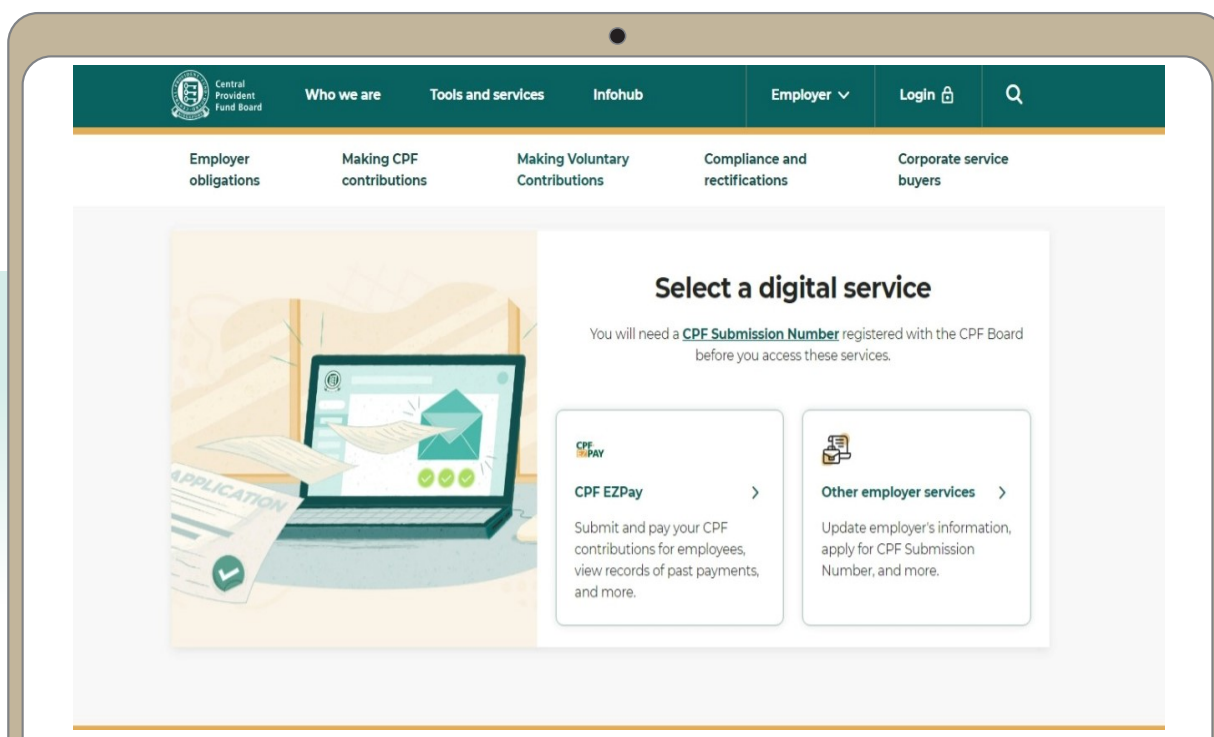 Central
Provident
Fund Board
Who we are
Tools and services
Infohub
Employer
Login
Employer
obligations
Making CPF
contributions
Making Voluntary
Contributions
Compliance and
rectifications
Corporate service
buyers
APPLICATION
Select a digital service
You will need a CPF Submission Number registered with the CPF Board
before you access these services.
CPF
EZPAY
CPF EZPay
Submit and pay your CPF
contributions for employees,
view records of past payments,
and more.
Other employer services
Update employer's information,
apply for CPF Submission
Number, and more.